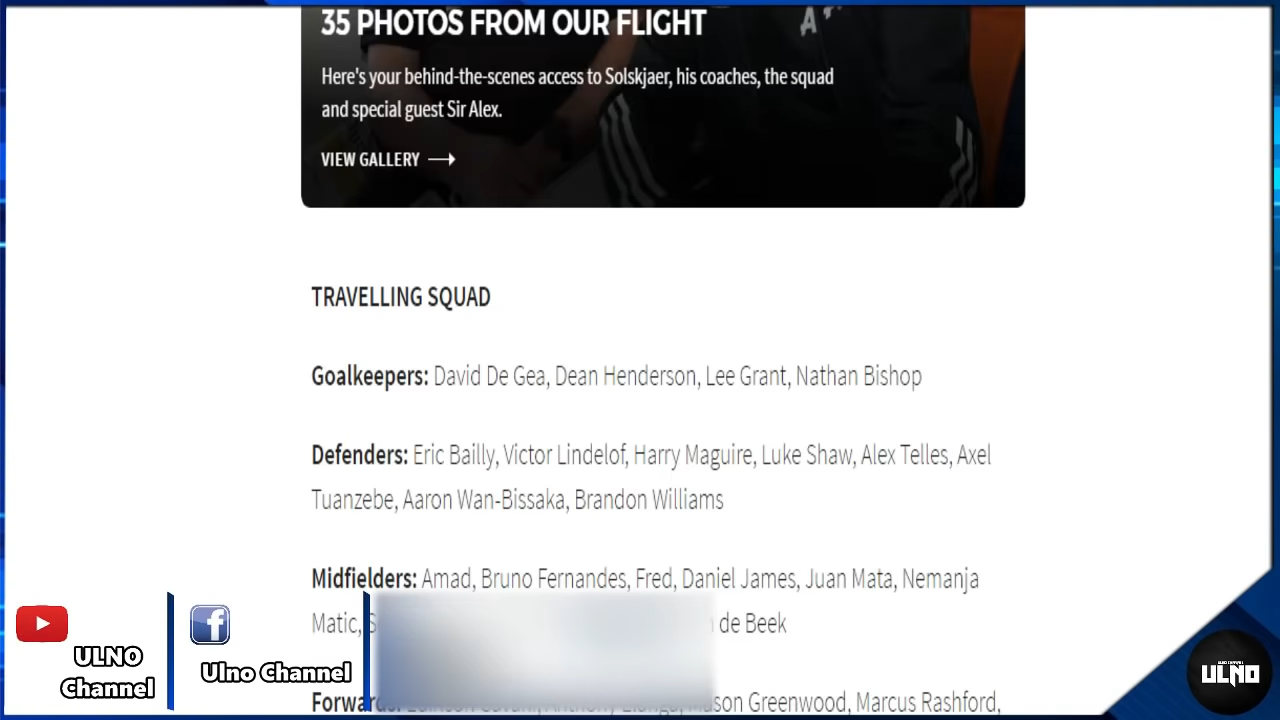 35 PHOTOS FROM OUR FLIGHT
Here's your behind-the-scenes access to Solskjaer, his coaches, the squad
and special guest Sir Alex.
VIEW GALLERY
TRAVELLING SQUAD
Goalkeepers: David De Gea, Dean Henderson, Lee Grant, Nathan Bishop
Defenders: Eric Bailly, Victor Lindelof, Harry Maguire, Luke Shaw, Alex Telles, Axel
Tuanzebe, Aaron Wan-Bissaka, Brandon Williams
Midfielders: Amad, Bruno Fernandes, Fred, Daniel James, Juan Mata, Nemanja
Matic, de Beek
Forwards: Greenwood, Marcus Rashford,
ULNO
Channel
Ulno Channel
ULNO